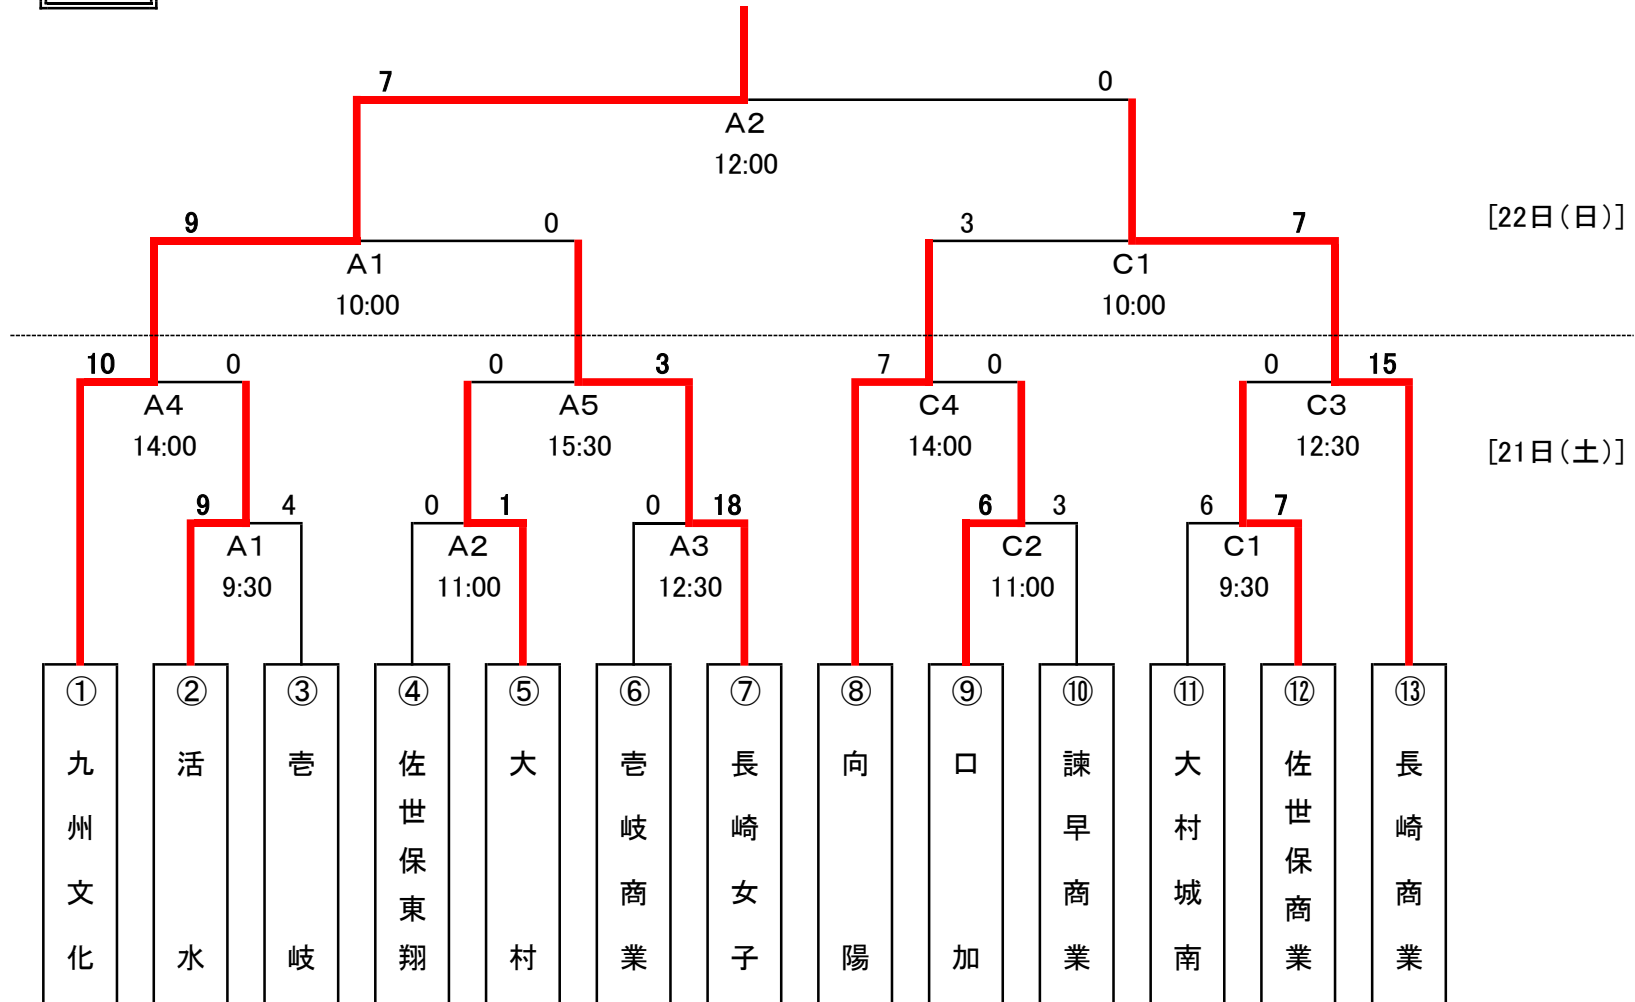 7 0
A2
12:00
[22日(日)]
9 0 3 7
A1 C1
10:00 10:00
10 0 0 3 7 0 0 15
A4 A5 C4 C3
14:00 15:30 14:00 12:30
[21日(土)]
9 4 0 1 0 18 6 3 6 7
A1 A2 A3 C2 C1
9:30 11:00 12:30 11:00 9:30
① 九州文化
② 活水
③ 壱岐
④ 佐世保東翔
⑤ 大村
⑥ 壱岐商業
⑦ 長崎女子
⑧ 向陽
⑨ 口加
⑩ 諫早商業
⑪ 大村城南
⑫ 佐世保商業
⑬ 長崎商業